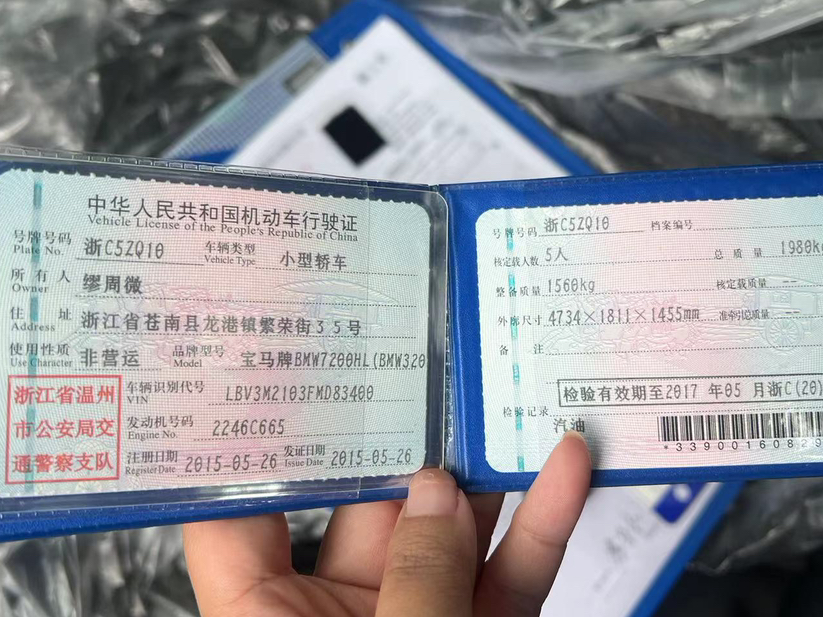 中华人民共和国机动车行驶证
Vehicle License of the People's Republic of China
号牌号码 浙C5ZQ10 车辆类型 小型轿车
Plate No. Vehicle Type
所有人 缪周微
Owner
住址 浙江省苍南县龙港镇繁荣街35号
Address
使用性质 非营运 品牌型号 宝马牌BMW7200HL(BMW320
Use Character Model
浙江省温州
市公安局交
通警察支队
车辆识别代号 LBV3M2103FMD83400
VIN
发动机号码 2246C665
Engine No.
注册日期 2015-05-26 发证日期 2015-05-26
Register Date Issue Date
号牌号码 浙C5ZQ10 档案编号
核定载人数 5人 总质量 1980kg
整备质量 1560kg 核定载质量 --
外廓尺寸 4734×1811×1455mm 准牵引总质量 --
备注
检验有效期至2017年05月浙C(20)
检验记录
汽油
*33900160829